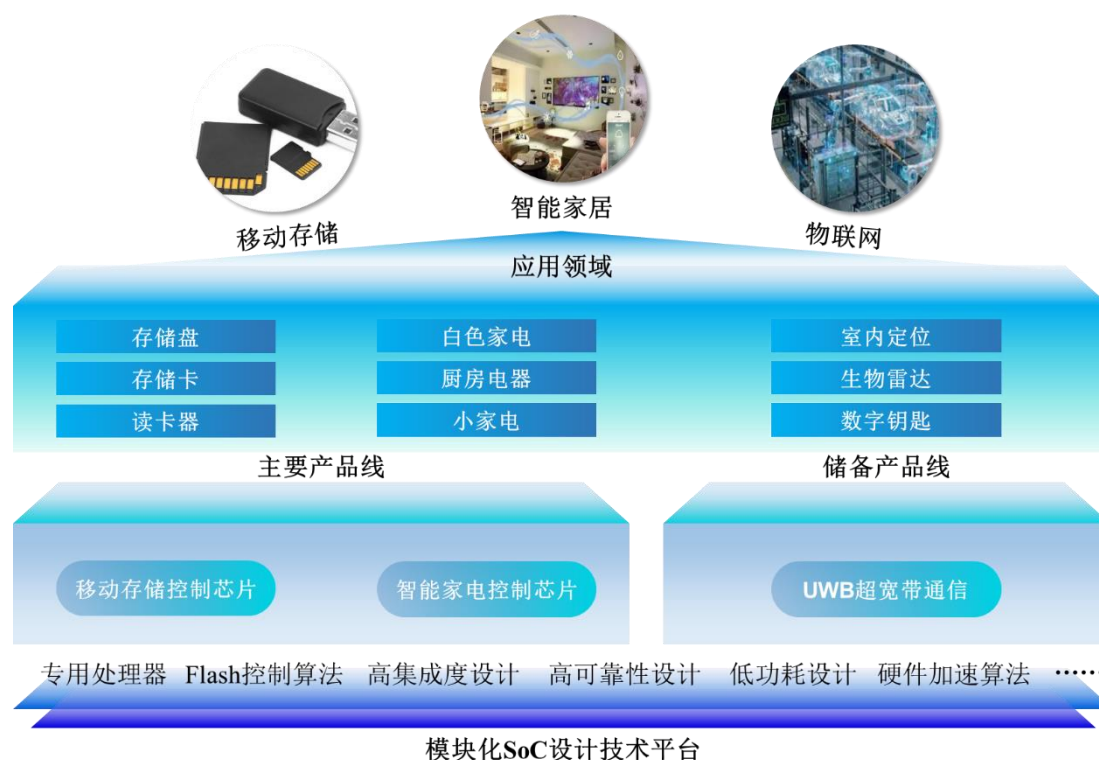 移动存储
智能家居
物联网
应用领域
存储盘
白色家电
室内定位
存储卡
厨房电器
生物雷达
读卡器
小家电
数字钥匙
主要产品线
储备产品线
移动存储控制芯片
智能家电控制芯片
UWB超宽带通信
专用处理器 Flash控制算法 高集成度设计 高可靠性设计 低功耗设计 硬件加速算法 ······
模块化SoC设计技术平台